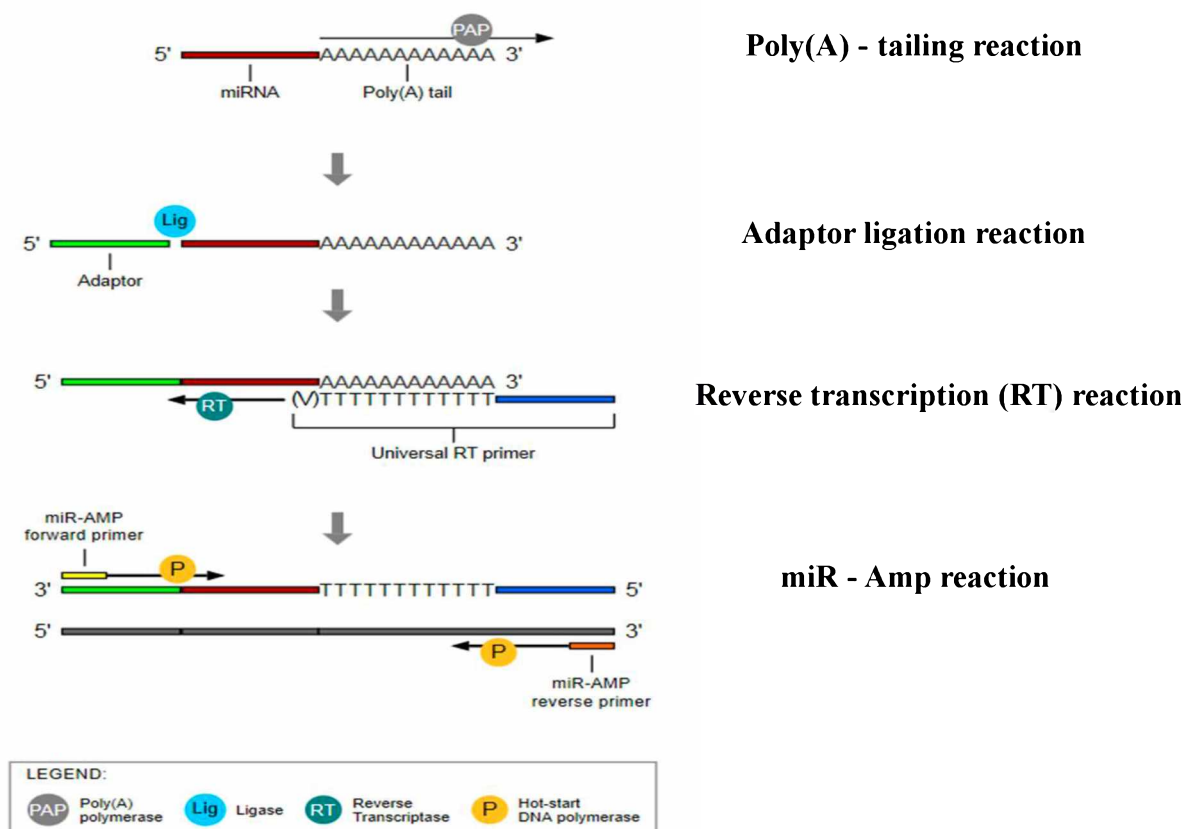 PAP
5' AAAAAAAAAAAA 3'
miRNA
Poly(A) tail
Poly(A) - tailing reaction
Lig
5' AAAAAAAAAAAA 3'
Adaptor
Adaptor ligation reaction
5' AAAAAAAAAAAA 3'
RT
(V)TTTTTTTTTTTT
Universal RT primer
Reverse transcription (RT) reaction
miR-AMP
forward primer
P
3' TTTTTTTTTTTT 5'
5' 3'
P
miR-AMP
reverse primer
miR - Amp reaction
LEGEND:
PAP Poly(A)
polymerase
Lig Ligase
RT Reverse
Transcriptase
P Hot-start
DNA polymerase